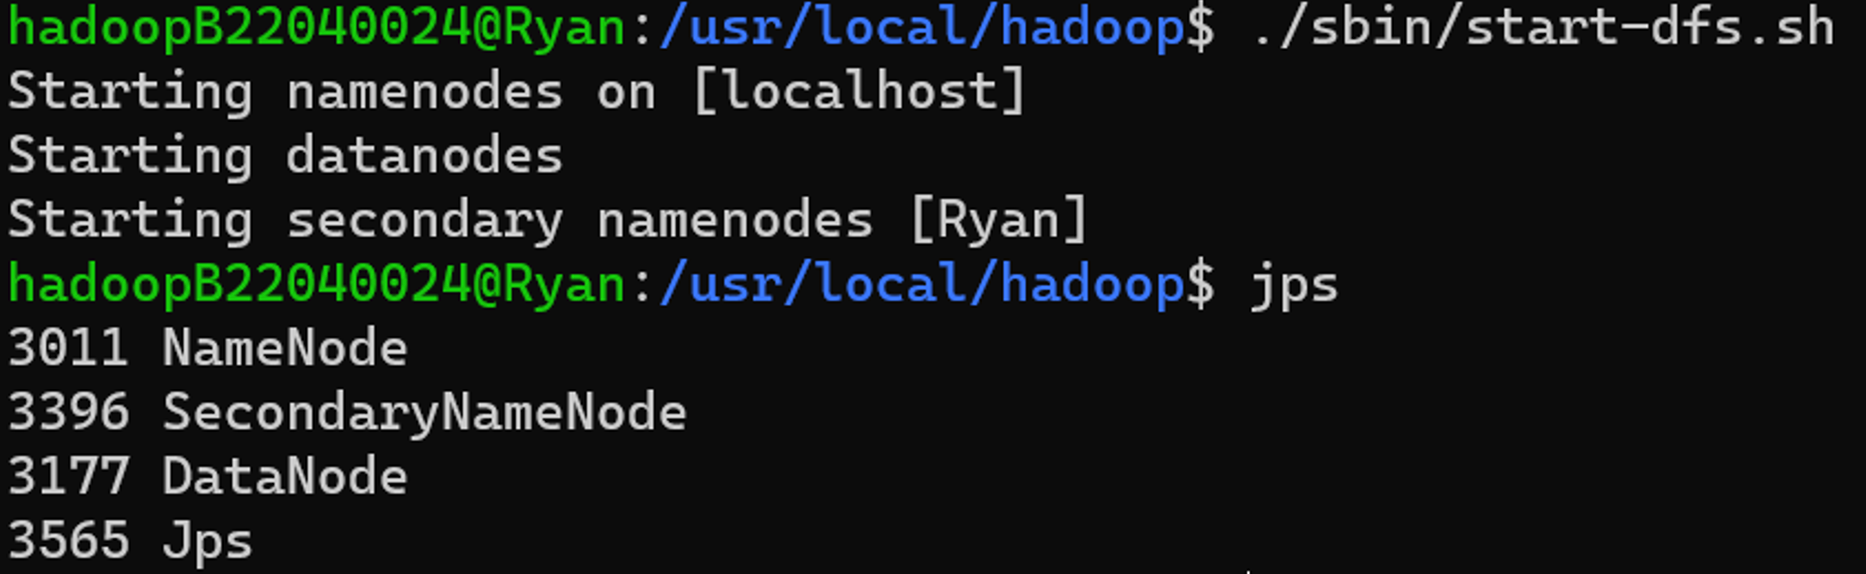 hadoopB22040024@Ryan:/usr/local/hadoop$ ./sbin/start-dfs.sh
Starting namenodes on [localhost]
Starting datanodes
Starting secondary namenodes [Ryan]
hadoopB22040024@Ryan:/usr/local/hadoop$ jps
3011 NameNode
3396 SecondaryNameNode
3177 DataNode
3565 Jps